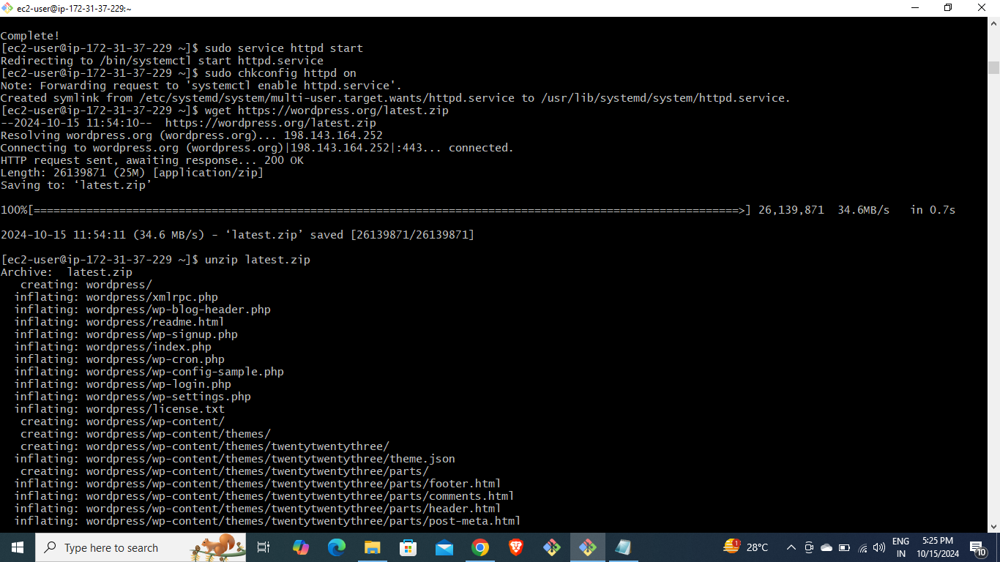 ec2-user@ip-172-31-37-229:~
Complete!
[ec2-user@ip-172-31-37-229 ~]$ sudo service httpd start
Redirecting to /bin/systemctl start httpd.service
[ec2-user@ip-172-31-37-229 ~]$ sudo chkconfig httpd on
Note: Forwarding request to 'systemctl enable httpd.service'.
Created symlink from /etc/systemd/system/multi-user.target.wants/httpd.service to /usr/lib/systemd/system/httpd.service.
[ec2-user@ip-172-31-37-229 ~]$ wget https://wordpress.org/latest.zip
--2024-10-15 11:54:10--  https://wordpress.org/latest.zip
Resolving wordpress.org (wordpress.org)... 198.143.164.252
Connecting to wordpress.org (wordpress.org)|198.143.164.252|:443... connected.
HTTP request sent, awaiting response... 200 OK
Length: 26139871 (25M) [application/zip]
Saving to: ‘latest.zip’
100%[===========================================================================================================>] 26,139,871  34.6MB/s   in 0.7s
2024-10-15 11:54:11 (34.6 MB/s) - ‘latest.zip’ saved [26139871/26139871]
[ec2-user@ip-172-31-37-229 ~]$ unzip latest.zip
Archive:  latest.zip
   creating: wordpress/
  inflating: wordpress/xmlrpc.php
  inflating: wordpress/wp-blog-header.php
  inflating: wordpress/readme.html
  inflating: wordpress/wp-signup.php
  inflating: wordpress/index.php
  inflating: wordpress/wp-cron.php
  inflating: wordpress/wp-config-sample.php
  inflating: wordpress/wp-login.php
  inflating: wordpress/wp-settings.php
  inflating: wordpress/license.txt
   creating: wordpress/wp-content/
   creating: wordpress/wp-content/themes/
   creating: wordpress/wp-content/themes/twentytwentythree/
  inflating: wordpress/wp-content/themes/twentytwentythree/theme.json
   creating: wordpress/wp-content/themes/twentytwentythree/parts/
  inflating: wordpress/wp-content/themes/twentytwentythree/parts/footer.html
  inflating: wordpress/wp-content/themes/twentytwentythree/parts/comments.html
  inflating: wordpress/wp-content/themes/twentytwentythree/parts/header.html
  inflating: wordpress/wp-content/themes/twentytwentythree/parts/post-meta.html
Type here to search
1
28°C
ENG
IN
5:25 PM
10/15/2024
10